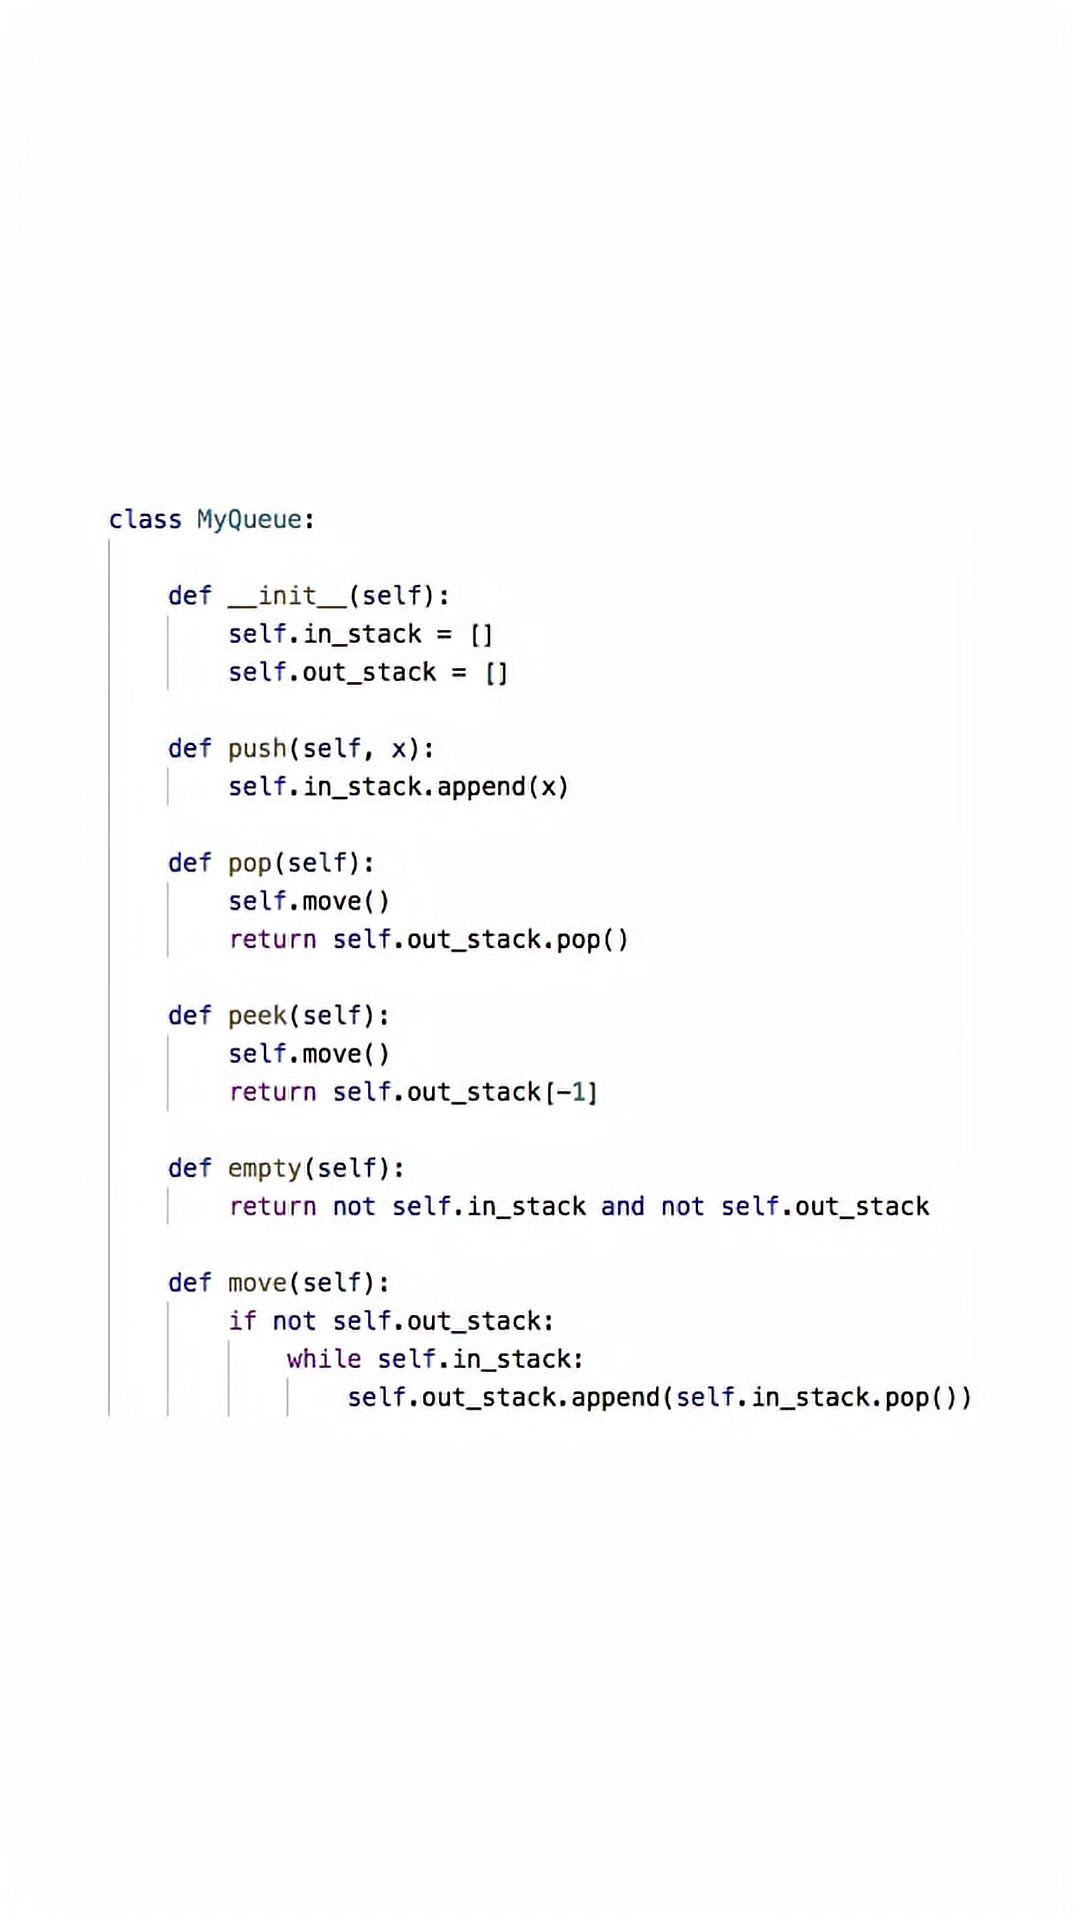 class MyQueue:
    def __init__(self):
        self.in_stack = []
        self.out_stack = []
    def push(self, x):
        self.in_stack.append(x)
    def pop(self):
        self.move()
        return self.out_stack.pop()
    def peek(self):
        self.move()
        return self.out_stack[-1]
    def empty(self):
        return not self.in_stack and not self.out_stack
    def move(self):
        if not self.out_stack:
            while self.in_stack:
                self.out_stack.append(self.in_stack.pop())